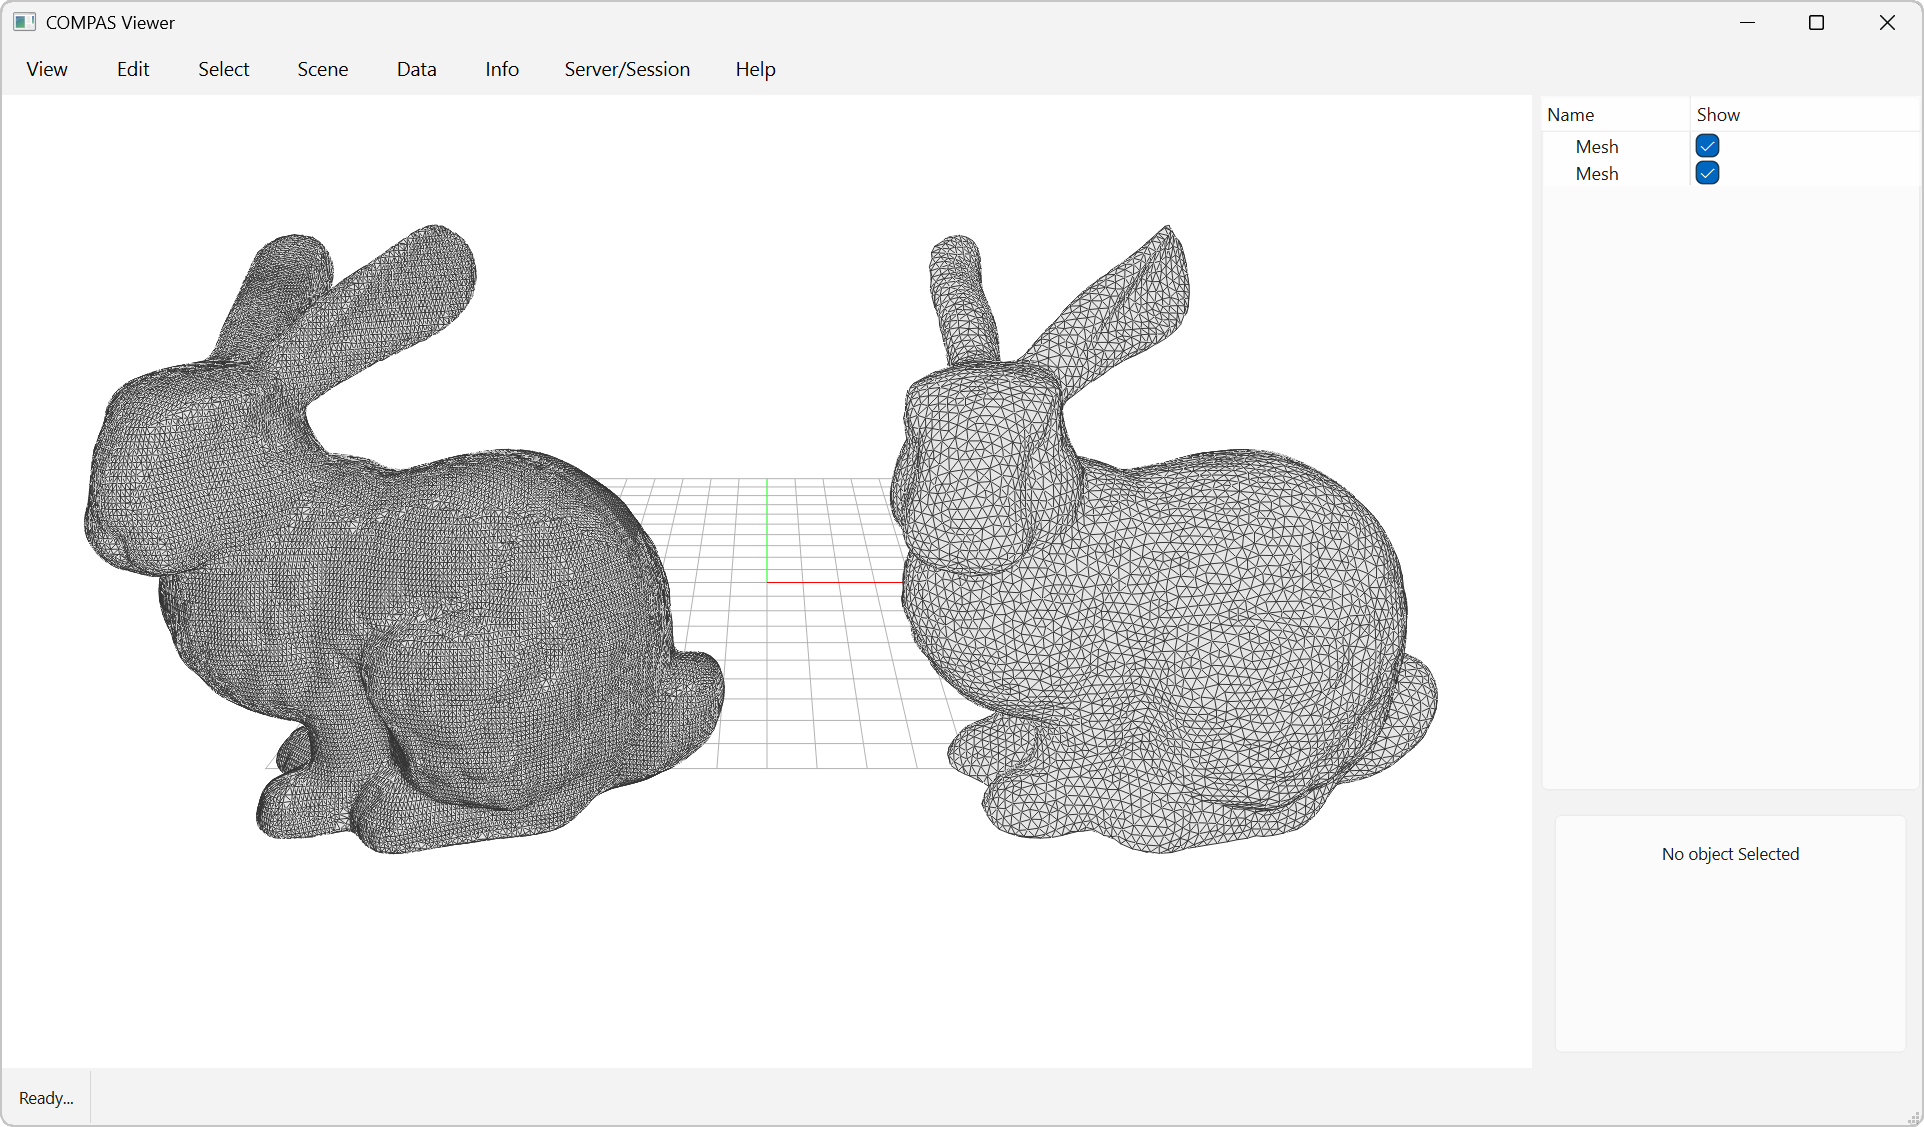 COMPAS Viewer
View Edit Select Scene Data Info Server/Session Help
Name Show
Mesh
Mesh
No object Selected
Ready...